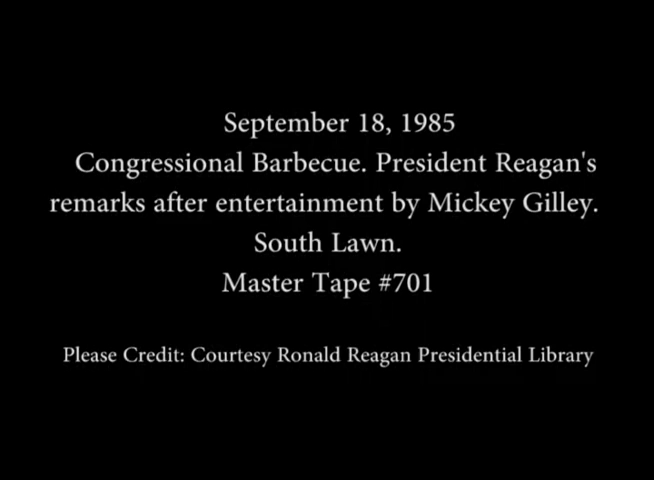 September 18, 1985
Congressional Barbecue. President Reagan's
remarks after entertainment by Mickey Gilley.
South Lawn.
Master Tape #701
Please Credit: Courtesy Ronald Reagan Presidential Library